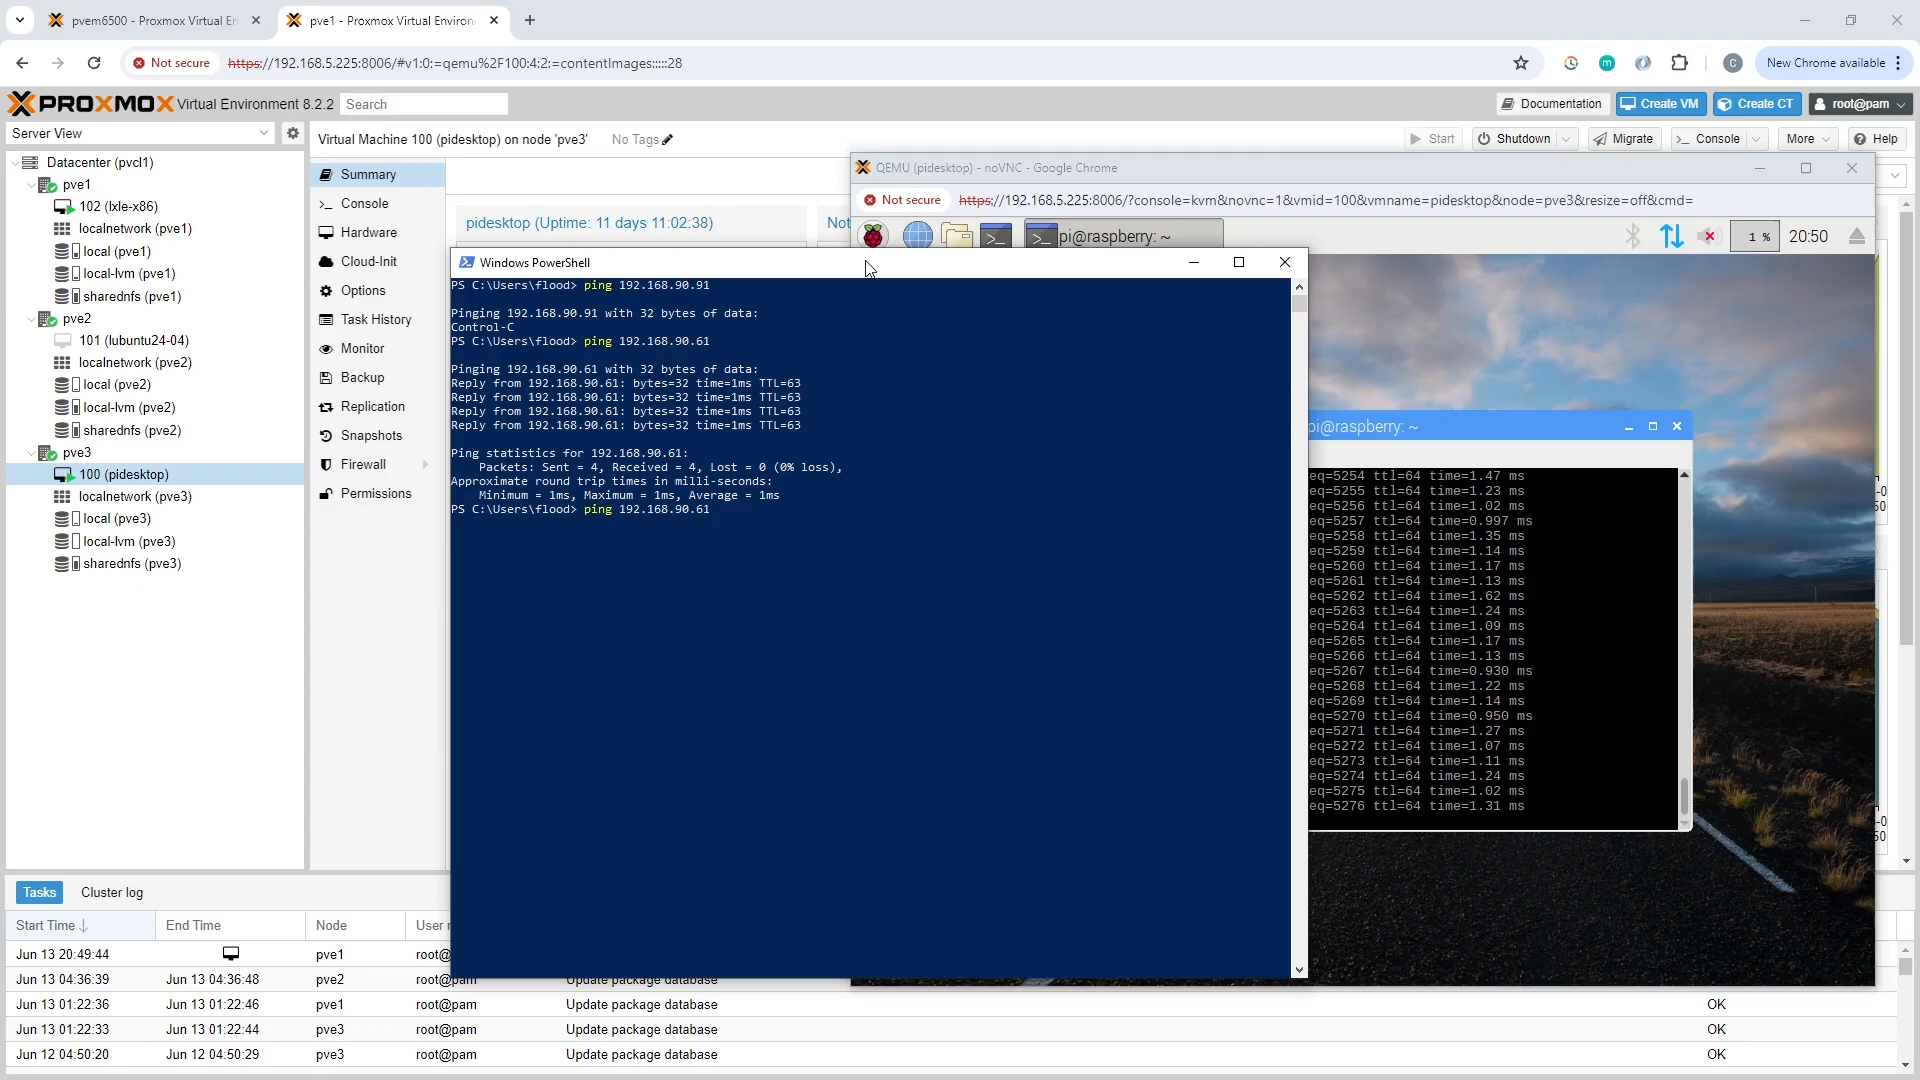 pvem6500 - Proxmox Virtual En
pve1 - Proxmox Virtual Environ
Not secure
https://192.168.5.225:8006/#v1:0:=qemu%2F100:4:2:=contentImages:::::28
C
New Chrome available
PROXMOX Virtual Environment 8.2.2
Search
Documentation
Create VM
Create CT
root@pam
Server View
Virtual Machine 100 (pidesktop) on node 'pve3'
No Tags
Start
Shutdown
Migrate
Console
More
Help
Datacenter (pvcl1)
pve1
102 (lxle-x86)
localnetwork (pve1)
local (pve1)
local-lvm (pve1)
sharednfs (pve1)
pve2
101 (lubuntu24-04)
localnetwork (pve2)
local (pve2)
local-lvm (pve2)
sharednfs (pve2)
pve3
100 (pidesktop)
localnetwork (pve3)
local (pve3)
local-lvm (pve3)
sharednfs (pve3)
Summary
Console
Hardware
Cloud-Init
Options
Task History
Monitor
Backup
Replication
Snapshots
Firewall
Permissions
pidesktop (Uptime: 11 days 11:02:38)
Not
QEMU (pidesktop) - noVNC - Google Chrome
Not secure
https://192.168.5.225:8006/?console=kvm&novnc=1&vmid=100&vmname=pidesktop&node=pve3&resize=off&cmd=
pi@raspberry: ~
1 %
20:50
Windows PowerShell
PS C:\Users\flood> ping 192.168.90.91
Pinging 192.168.90.91 with 32 bytes of data:
Control-C
PS C:\Users\flood> ping 192.168.90.61
Pinging 192.168.90.61 with 32 bytes of data:
Reply from 192.168.90.61: bytes=32 time=1ms TTL=63
Reply from 192.168.90.61: bytes=32 time=1ms TTL=63
Reply from 192.168.90.61: bytes=32 time=1ms TTL=63
Reply from 192.168.90.61: bytes=32 time=1ms TTL=63
Ping statistics for 192.168.90.61:
Packets: Sent = 4, Received = 4, Lost = 0 (0% loss),
Approximate round trip times in milli-seconds:
Minimum = 1ms, Maximum = 1ms, Average = 1ms
PS C:\Users\flood> ping 192.168.90.61
pi@raspberry: ~
eq=5254 ttl=64 time=1.47 ms
eq=5255 ttl=64 time=1.23 ms
eq=5256 ttl=64 time=1.02 ms
eq=5257 ttl=64 time=0.997 ms
eq=5258 ttl=64 time=1.35 ms
eq=5259 ttl=64 time=1.14 ms
eq=5260 ttl=64 time=1.17 ms
eq=5261 ttl=64 time=1.13 ms
eq=5262 ttl=64 time=1.62 ms
eq=5263 ttl=64 time=1.24 ms
eq=5264 ttl=64 time=1.09 ms
eq=5265 ttl=64 time=1.17 ms
eq=5266 ttl=64 time=1.13 ms
eq=5267 ttl=64 time=0.930 ms
eq=5268 ttl=64 time=1.22 ms
eq=5269 ttl=64 time=1.14 ms
eq=5270 ttl=64 time=0.950 ms
eq=5271 ttl=64 time=1.27 ms
eq=5272 ttl=64 time=1.07 ms
eq=5273 ttl=64 time=1.11 ms
eq=5274 ttl=64 time=1.24 ms
eq=5275 ttl=64 time=1.02 ms
eq=5276 ttl=64 time=1.31 ms
-0
50
-0
50
Tasks
Cluster log
Start Time
End Time
Node
User n
Jun 13 20:49:44 pve1 root@
Jun 13 04:36:39 Jun 13 04:36:48 pve2 root@pam Update package database
Jun 13 01:22:36 Jun 13 01:22:46 pve1 root@pam Update package database OK
Jun 13 01:22:33 Jun 13 01:22:44 pve3 root@pam Update package database OK
Jun 12 04:50:20 Jun 12 04:50:29 pve3 root@pam Update package database OK